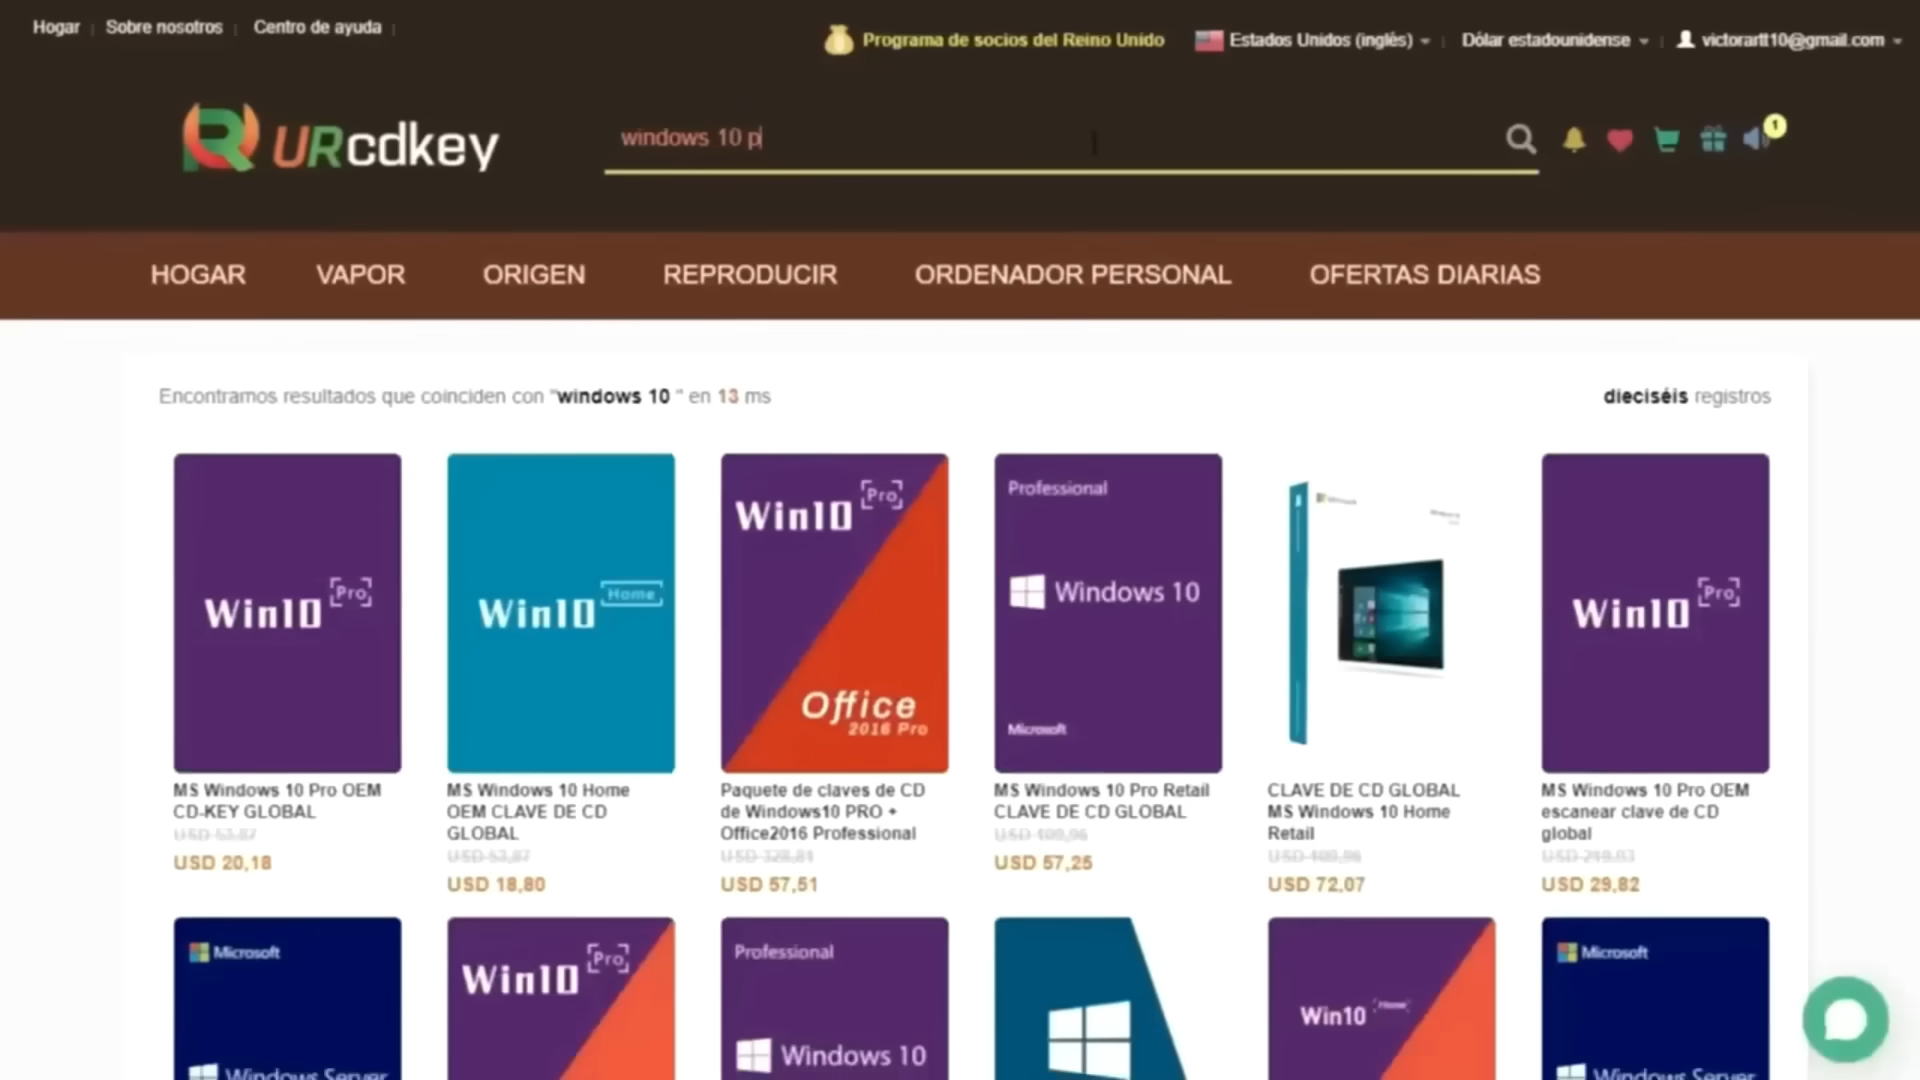 Hogar
Sobre nosotros
Centro de ayuda
Programa de socios del Reino Unido
Estados Unidos (inglés)
Dólar estadounidense
victorartt10@gmail.com
URcdkey
windows 10 p
1
HOGAR
VAPOR
ORIGEN
REPRODUCIR
ORDENADOR PERSONAL
OFERTAS DIARIAS
Encontramos resultados que coinciden con "windows 10 " en 13 ms
dieciséis registros
Win10 [Pro]
Win10 [Home]
Win10 [Pro]
Office
2016 Pro
Professional
Windows 10
Microsoft
Win10 [Pro]
MS Windows 10 Pro OEM
CD-KEY GLOBAL
USD 53,87
USD 20,18
MS Windows 10 Home
OEM CLAVE DE CD
GLOBAL
USD 53,87
USD 18,80
Paquete de claves de CD
de Windows10 PRO +
Office2016 Professional
USD 57,51
MS Windows 10 Pro Retail
CLAVE DE CD GLOBAL
USD 109,96
USD 57,25
CLAVE DE CD GLOBAL
MS Windows 10 Home
Retail
USD 109,96
USD 72,07
MS Windows 10 Pro OEM
escanear clave de CD
global
USD 29,82
Microsoft
Windows Server
Win10 [Pro]
Professional
Windows 10
Win10 Home
Microsoft
Windows Server